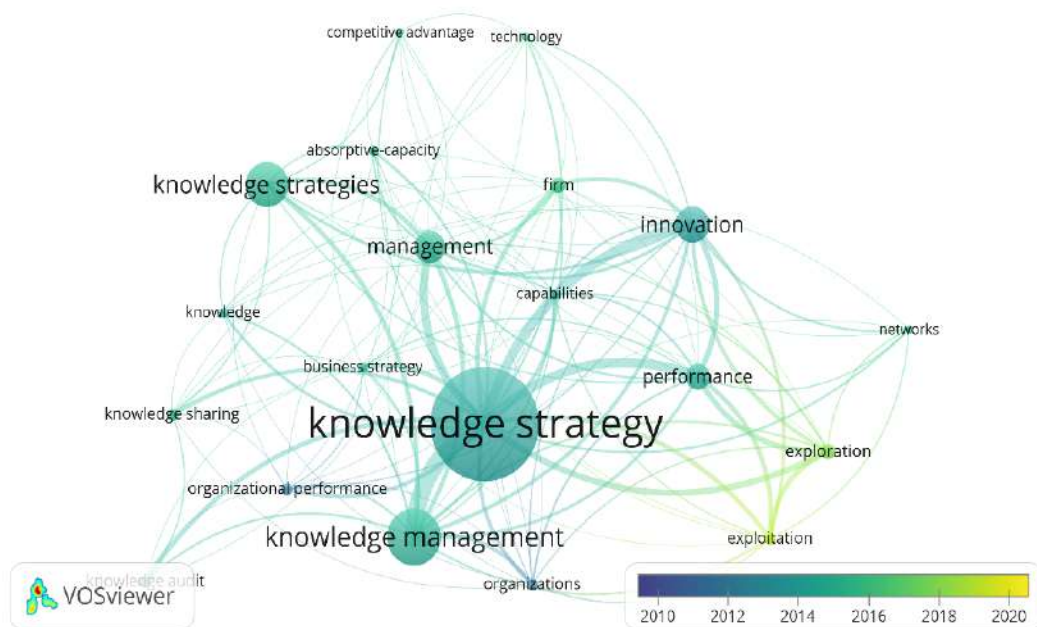 competitive advantage
technology
absorptive-capacity
knowledge strategies
firm
innovation
management
capabilities
knowledge
networks
business strategy
performance
knowledge sharing
knowledge strategy
exploration
organizational performance
knowledge management
exploitation
knowledge audit
organizations
VOSviewer
2010 2012 2014 2016 2018 2020